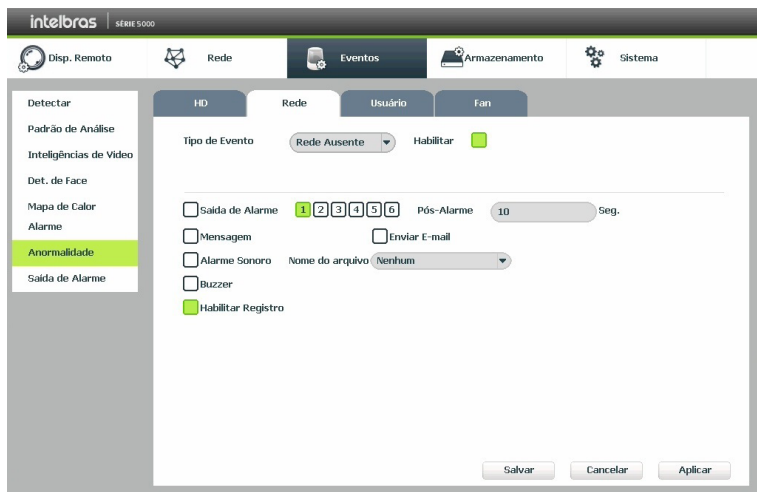 intelbras SÉRIE 5000
Disp. Remoto Rede Eventos Armazenamento Sistema
Detectar
Padrão de Análise
Inteligências de Vídeo
Det. de Face
Mapa de Calor
Alarme
Anormalidade
Saída de Alarme
HD Rede Usuário Fan
Tipo de Evento Rede Ausente Habilitar
Saída de Alarme 1 2 3 4 5 6 Pós-Alarme 10 Seg.
Mensagem Enviar E-mail
Alarme Sonoro Nome do arquivo Nenhum
Buzzer
Habilitar Registro
Salvar Cancelar Aplicar